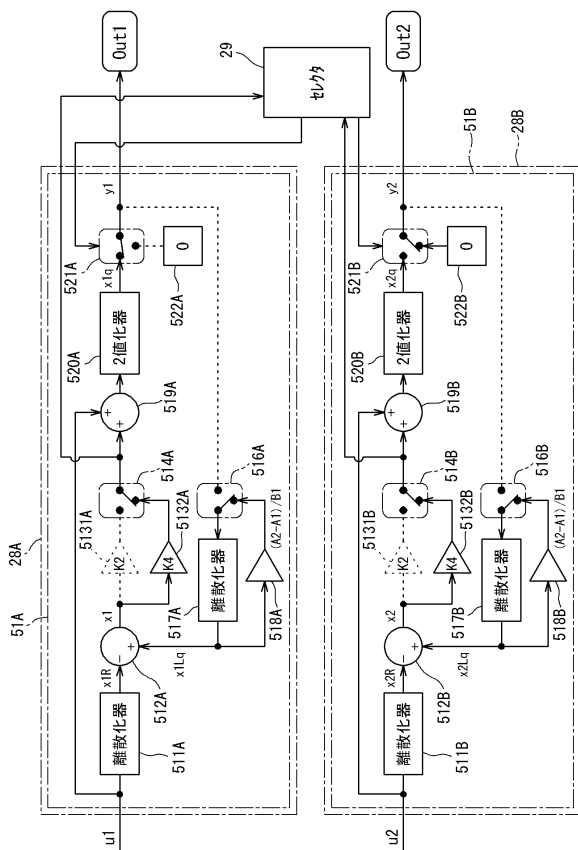 28A
51A
u1
511A
離散化器
x1R
512A
-
+
x1
x1Lq
5131A
K2
5132A
K4
514A
516A
517A
離散化器
518A
(A2-A1)/B1
519A
+
+
520A
2値化器
x1q
521A
522A
0
y1
Out1
29
セレクタ
28B
51B
u2
511B
離散化器
x2R
512B
-
+
x2
x2Lq
5131B
K2
5132B
K4
514B
516B
517B
離散化器
518B
(A2-A1)/B1
519B
+
+
520B
2値化器
x2q
521B
522B
0
y2
Out2